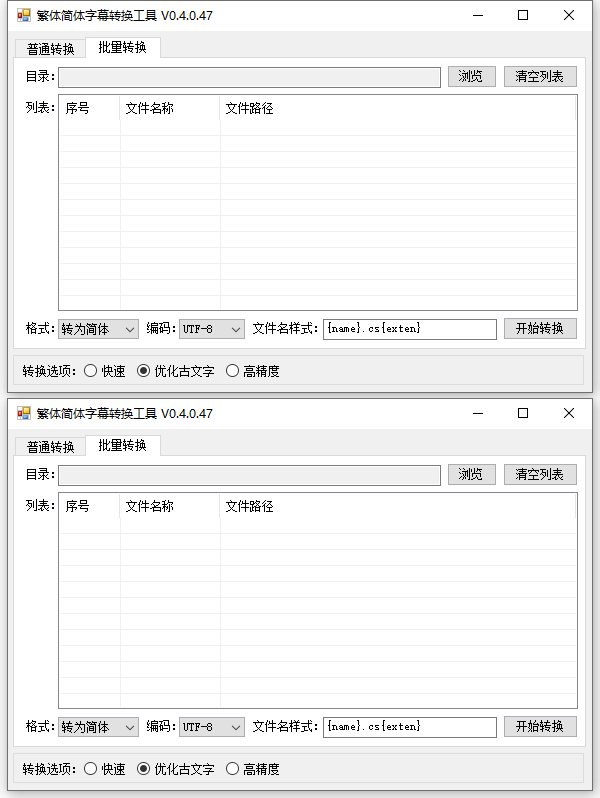 繁体简体字幕转换工具 V0.4.0.47
普通转换 批量转换
目录: 浏览 清空列表
列表: 序号 文件名称 文件路径
格式: 转为简体 编码: UTF-8 文件名样式: {name}.cs{exten} 开始转换
转换选项: 快速 优化古文字 高精度
繁体简体字幕转换工具 V0.4.0.47
普通转换 批量转换
目录: 浏览 清空列表
列表: 序号 文件名称 文件路径
格式: 转为简体 编码: UTF-8 文件名样式: {name}.cs{exten} 开始转换
转换选项: 快速 优化古文字 高精度